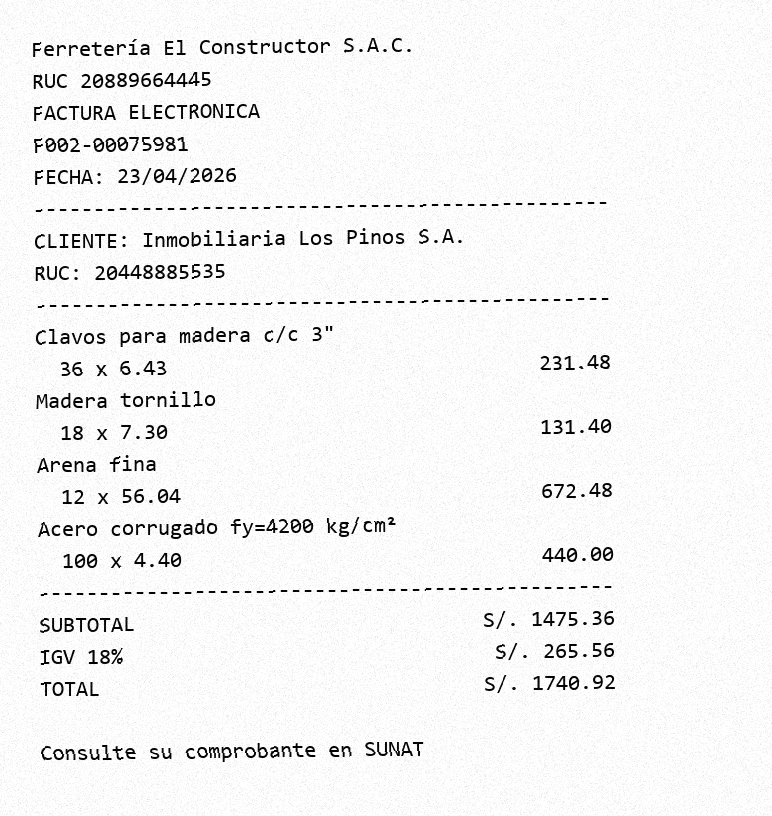 Ferretería El Constructor S.A.C.
RUC 20889664445
FACTURA ELECTRONICA
F002-00075981
FECHA: 23/04/2026
------------------------------------------------
CLIENTE: Inmobiliaria Los Pinos S.A.
RUC: 20448885535
------------------------------------------------
Clavos para madera c/c 3"
36 x 6.43 231.48
Madera tornillo
18 x 7.30 131.40
Arena fina
12 x 56.04 672.48
Acero corrugado fy=4200 kg/cm²
100 x 4.40 440.00
------------------------------------------------
SUBTOTAL S/. 1475.36
IGV 18% S/. 265.56
TOTAL S/. 1740.92
Consulte su comprobante en SUNAT